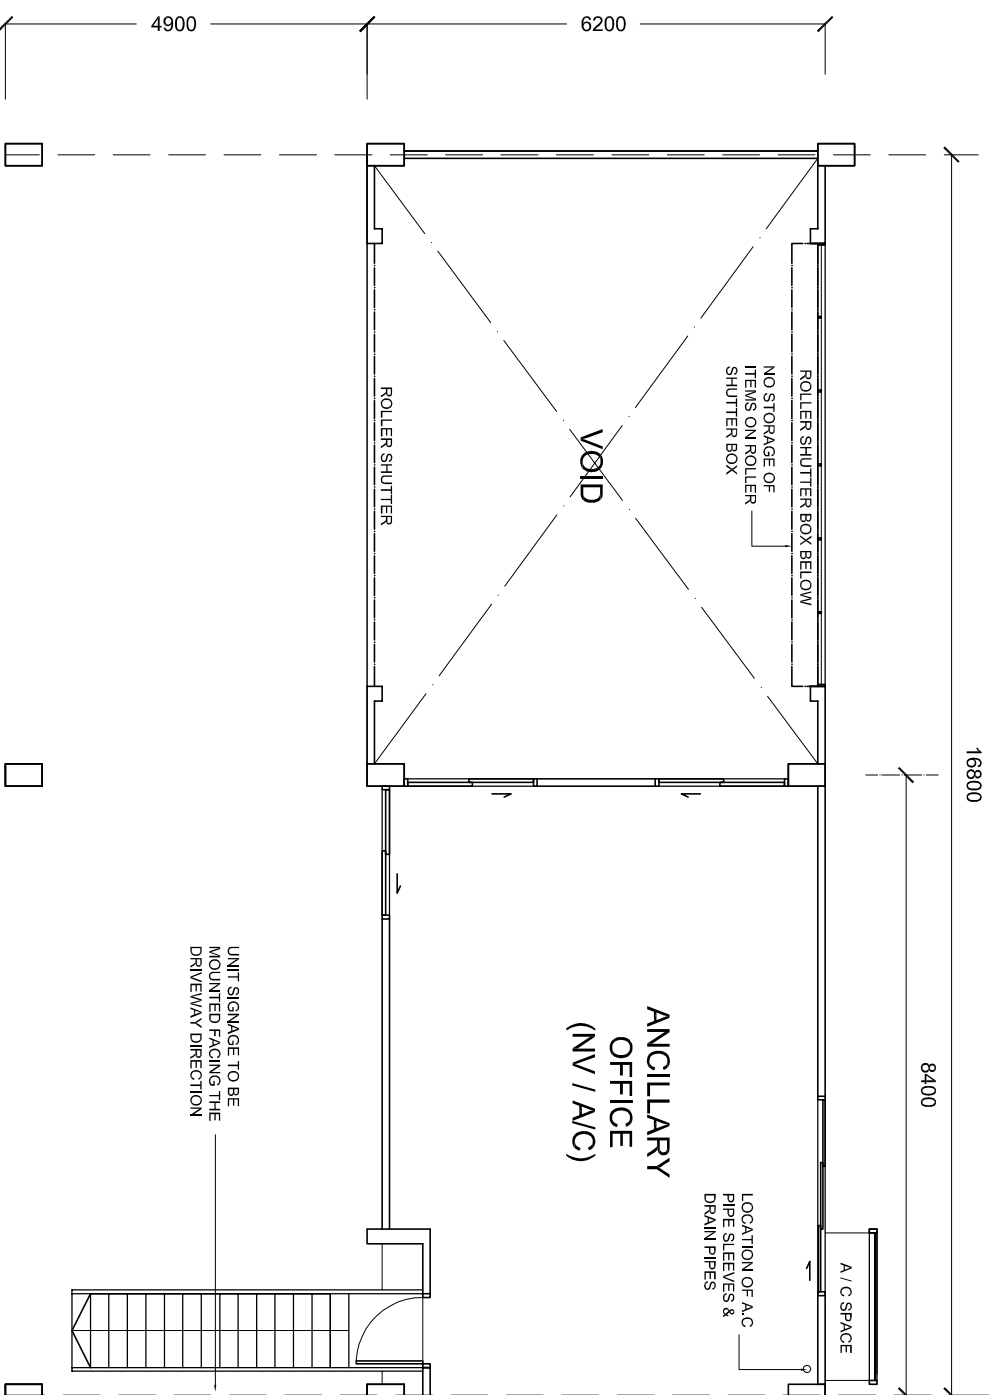 4900
6200
16800
8400
ROLLER SHUTTER BOX BELOW
NO STORAGE OF
ITEMS ON ROLLER
SHUTTER BOX
VOID
ROLLER SHUTTER
ANCILLARY
OFFICE
(NV / A/C)
A / C SPACE
LOCATION OF A.C
PIPE SLEEVES &
DRAIN PIPES
UNIT SIGNAGE TO BE
MOUNTED FACING THE
DRIVEWAY DIRECTION